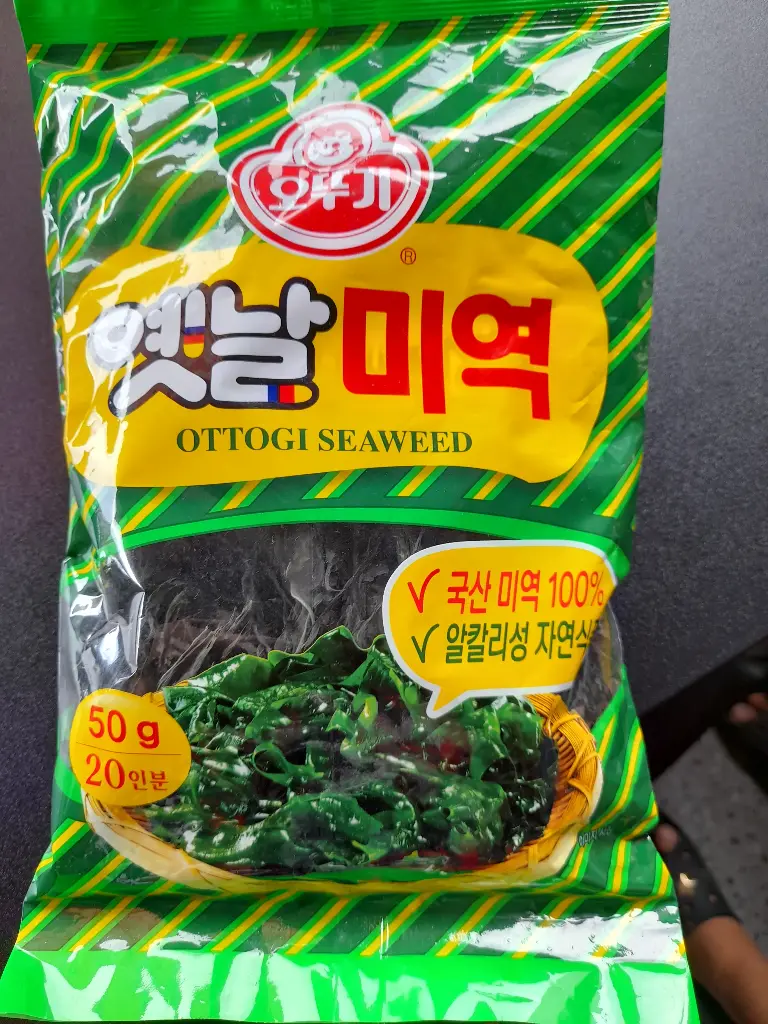 오뚜기
®
옛날 미역
OTTOGI SEAWEED
✓ 국산 미역 100%
✓ 알칼리성 자연식
50 g
20인분